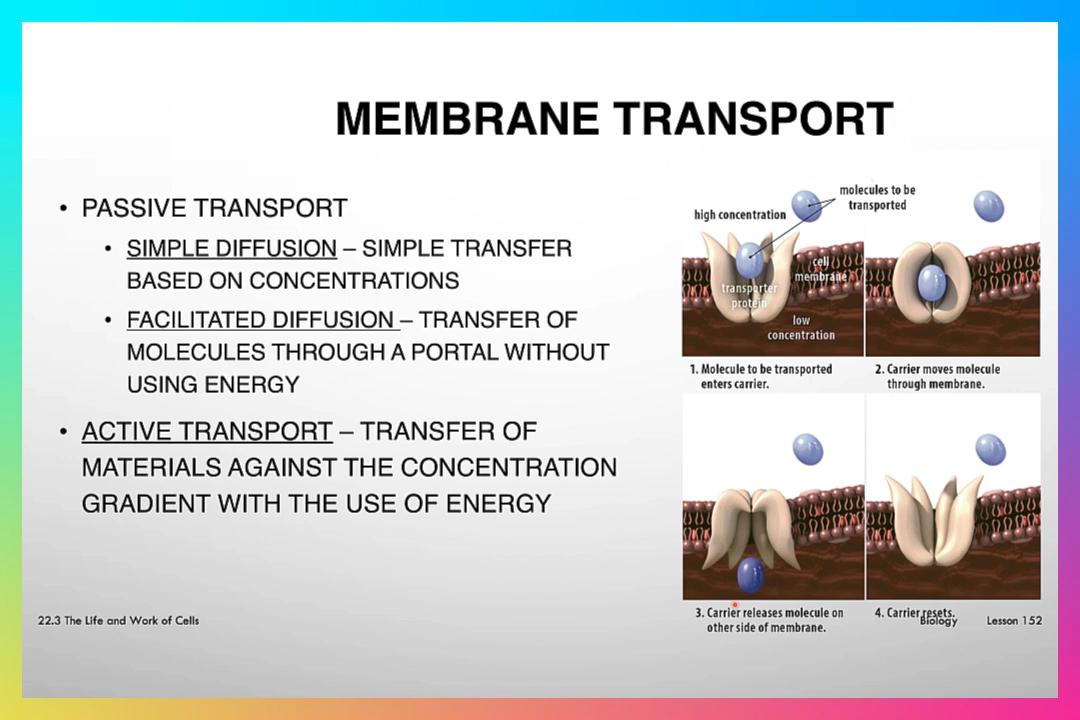 MEMBRANE TRANSPORT
• PASSIVE TRANSPORT
• SIMPLE DIFFUSION – SIMPLE TRANSFER
BASED ON CONCENTRATIONS
• FACILITATED DIFFUSION – TRANSFER OF
MOLECULES THROUGH A PORTAL WITHOUT
USING ENERGY
• ACTIVE TRANSPORT – TRANSFER OF
MATERIALS AGAINST THE CONCENTRATION
GRADIENT WITH THE USE OF ENERGY
molecules to be
transported
high concentration
cell
membrane
transporter
protein
low
concentration
1. Molecule to be transported
enters carrier.
2. Carrier moves molecule
through membrane.
3. Carrier releases molecule on
other side of membrane.
4. Carrier resets.
22.3 The Life and Work of Cells
Biology
Lesson 152